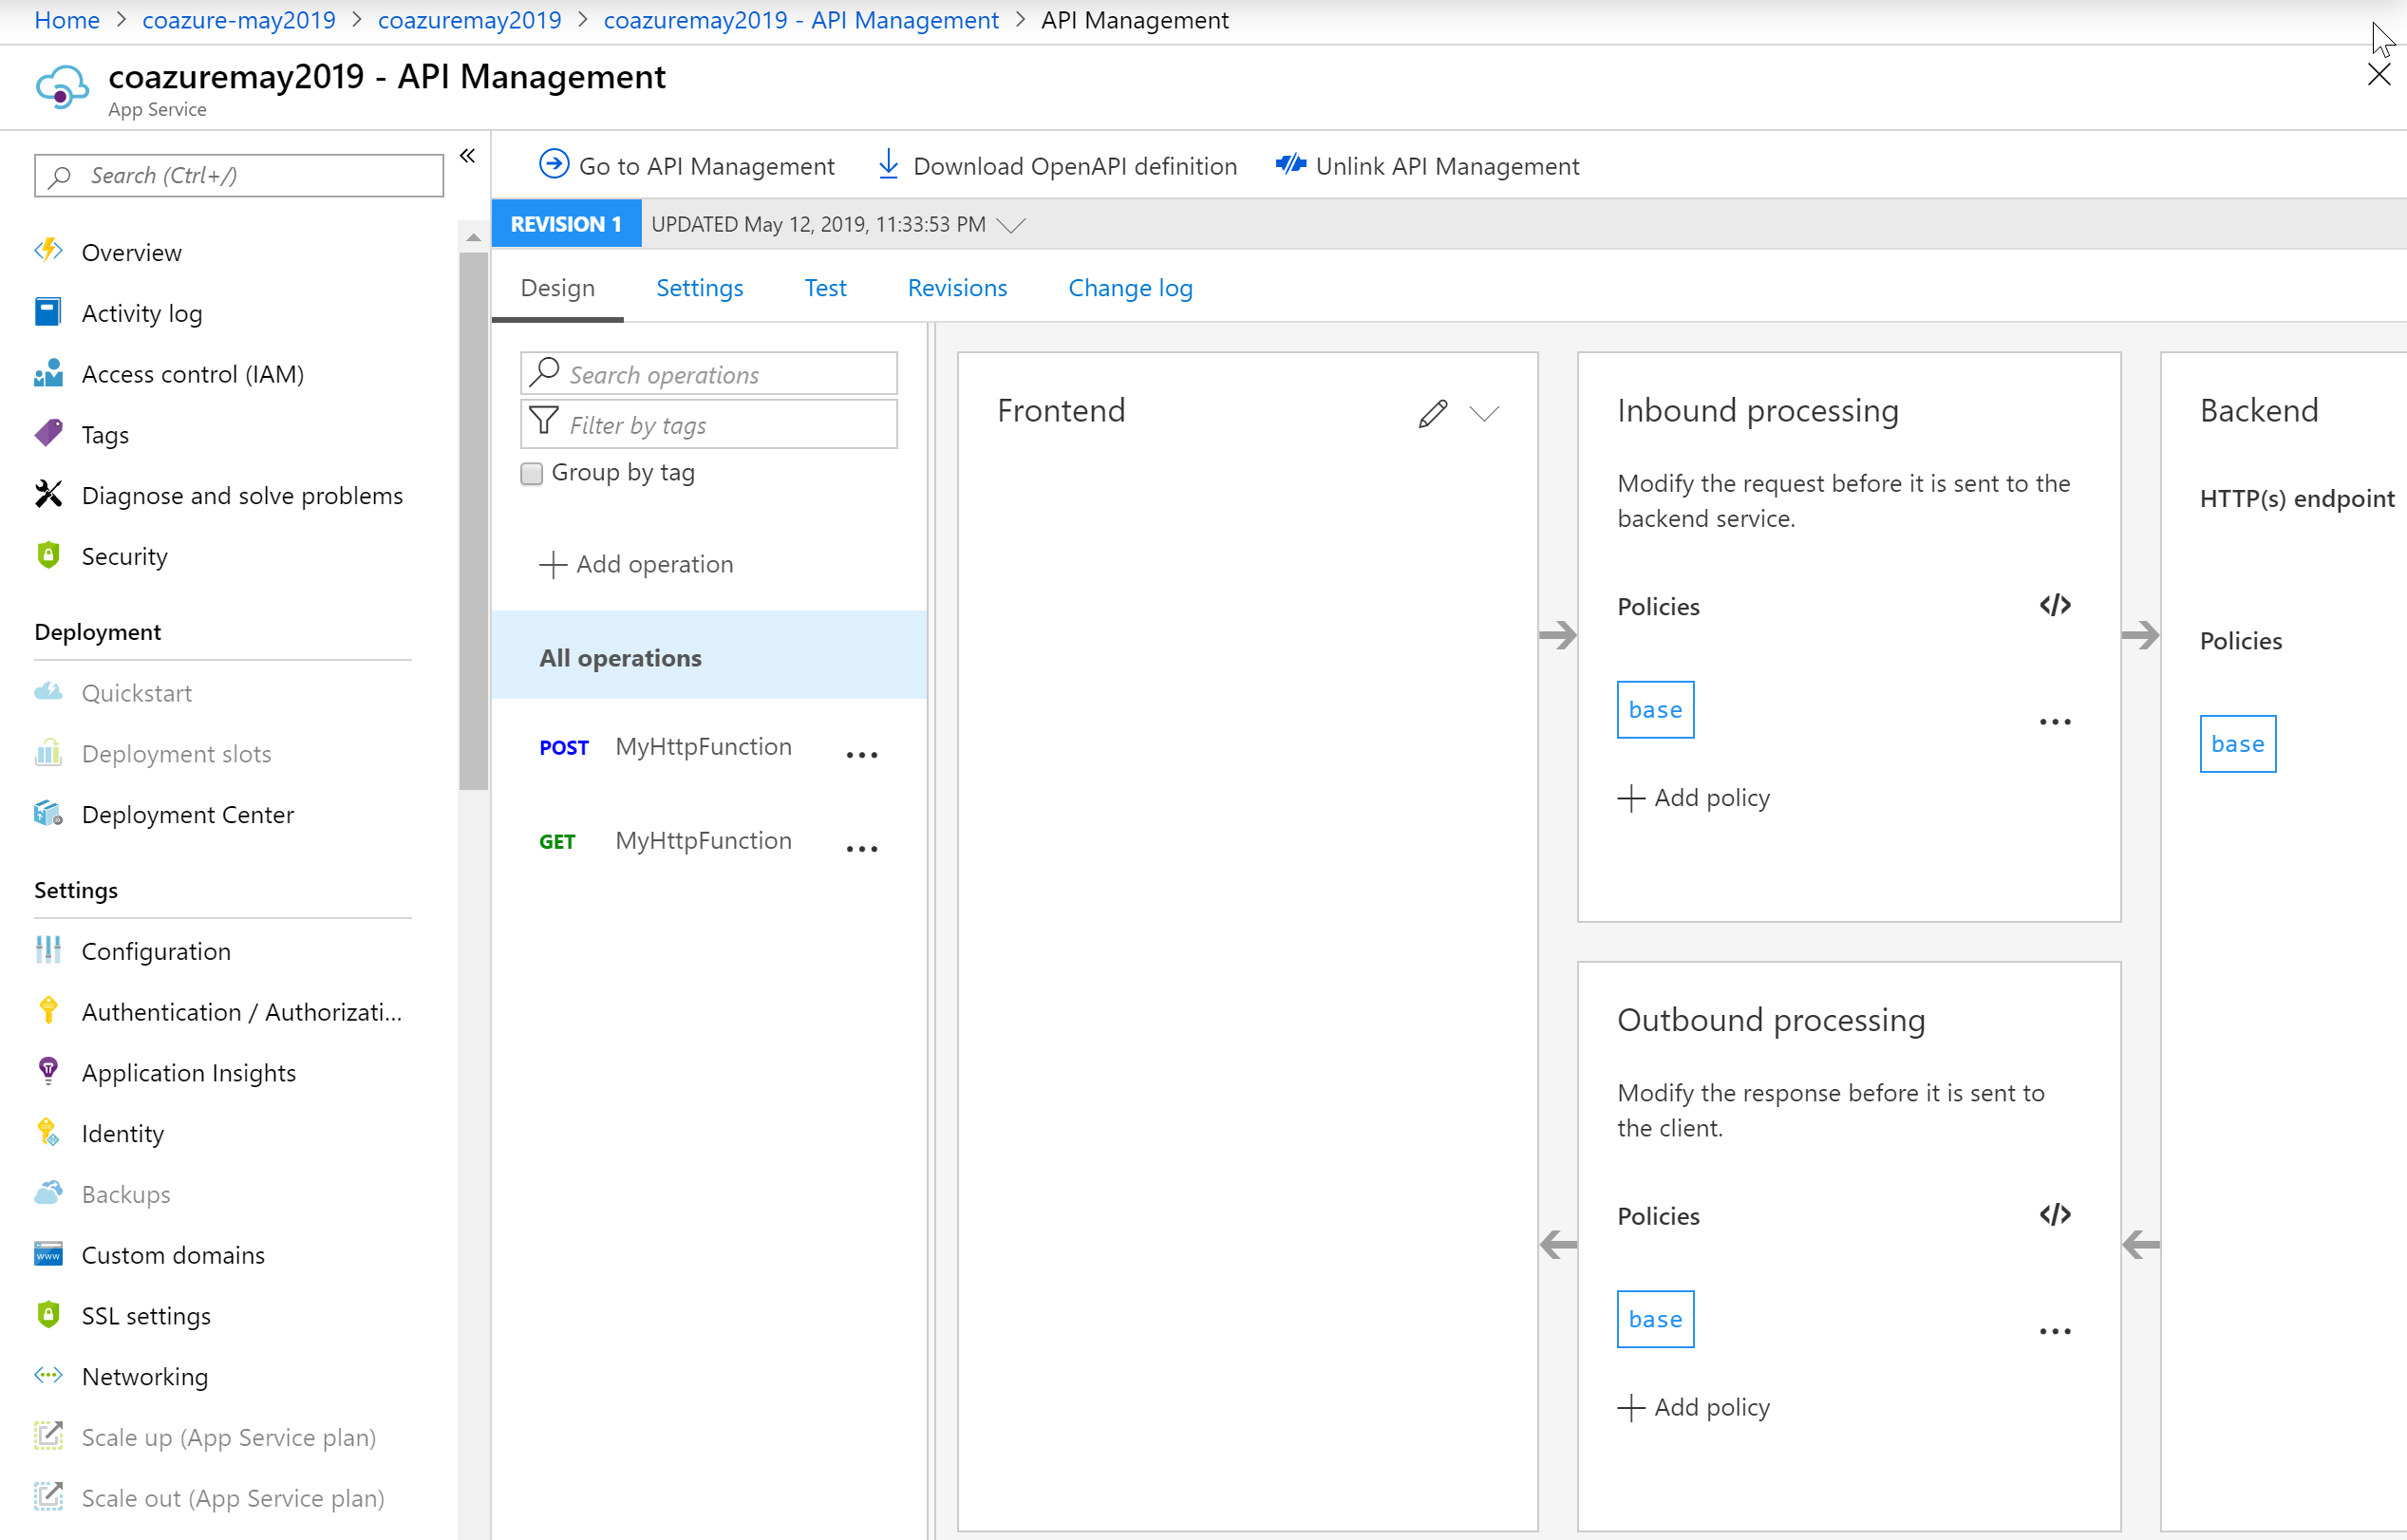 Home > coazure-may2019 > coazuremay2019 > coazuremay2019 - API Management > API Management
coazuremay2019 - API Management
App Service
Search (Ctrl+/)
Overview
Activity log
Access control (IAM)
Tags
Diagnose and solve problems
Security
Deployment
Quickstart
Deployment slots
Deployment Center
Settings
Configuration
Authentication / Authorizati...
Application Insights
Identity
Backups
Custom domains
SSL settings
Networking
Scale up (App Service plan)
Scale out (App Service plan)
Go to API Management
Download OpenAPI definition
Unlink API Management
REVISION 1 UPDATED May 12, 2019, 11:33:53 PM
Design Settings Test Revisions Change log
Search operations
Filter by tags
Group by tag
Add operation
All operations
POST MyHttpFunction ...
GET MyHttpFunction ...
Frontend
Inbound processing
Modify the request before it is sent to the
backend service.
Policies </>
base ...
+ Add policy
Outbound processing
Modify the response before it is sent to
the client.
Policies </>
base ...
+ Add policy
Backend
HTTP(s) endpoint
Policies
base